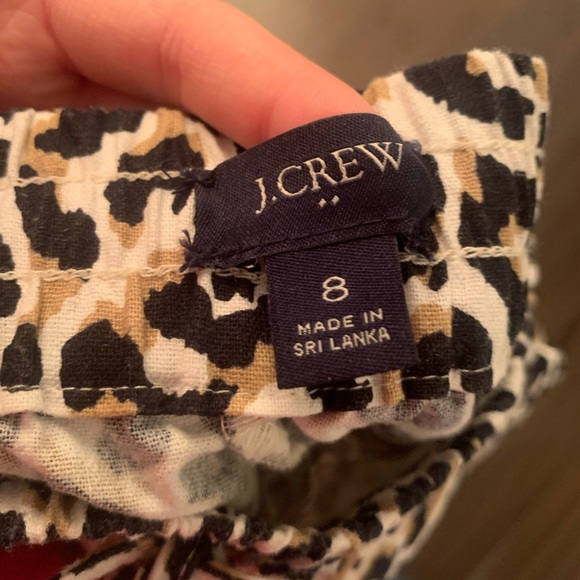 J.CREW
8
MADE IN
SRI LANKA